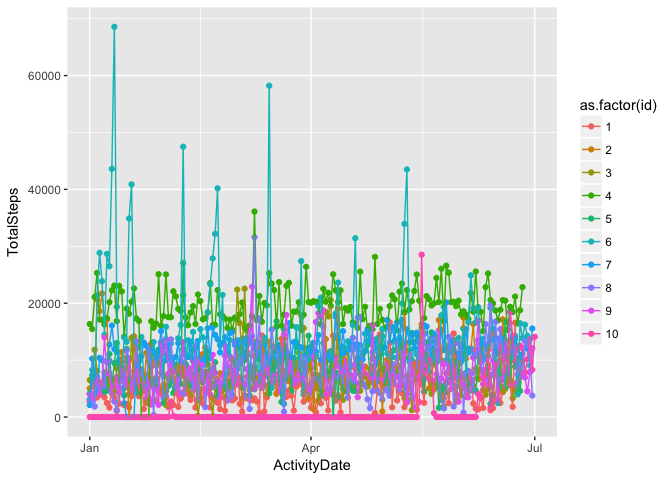 60000
40000
20000
0
TotalSteps
Jan
Apr
Jul
ActivityDate
as.factor(id)
1
2
3
4
5
6
7
8
9
10